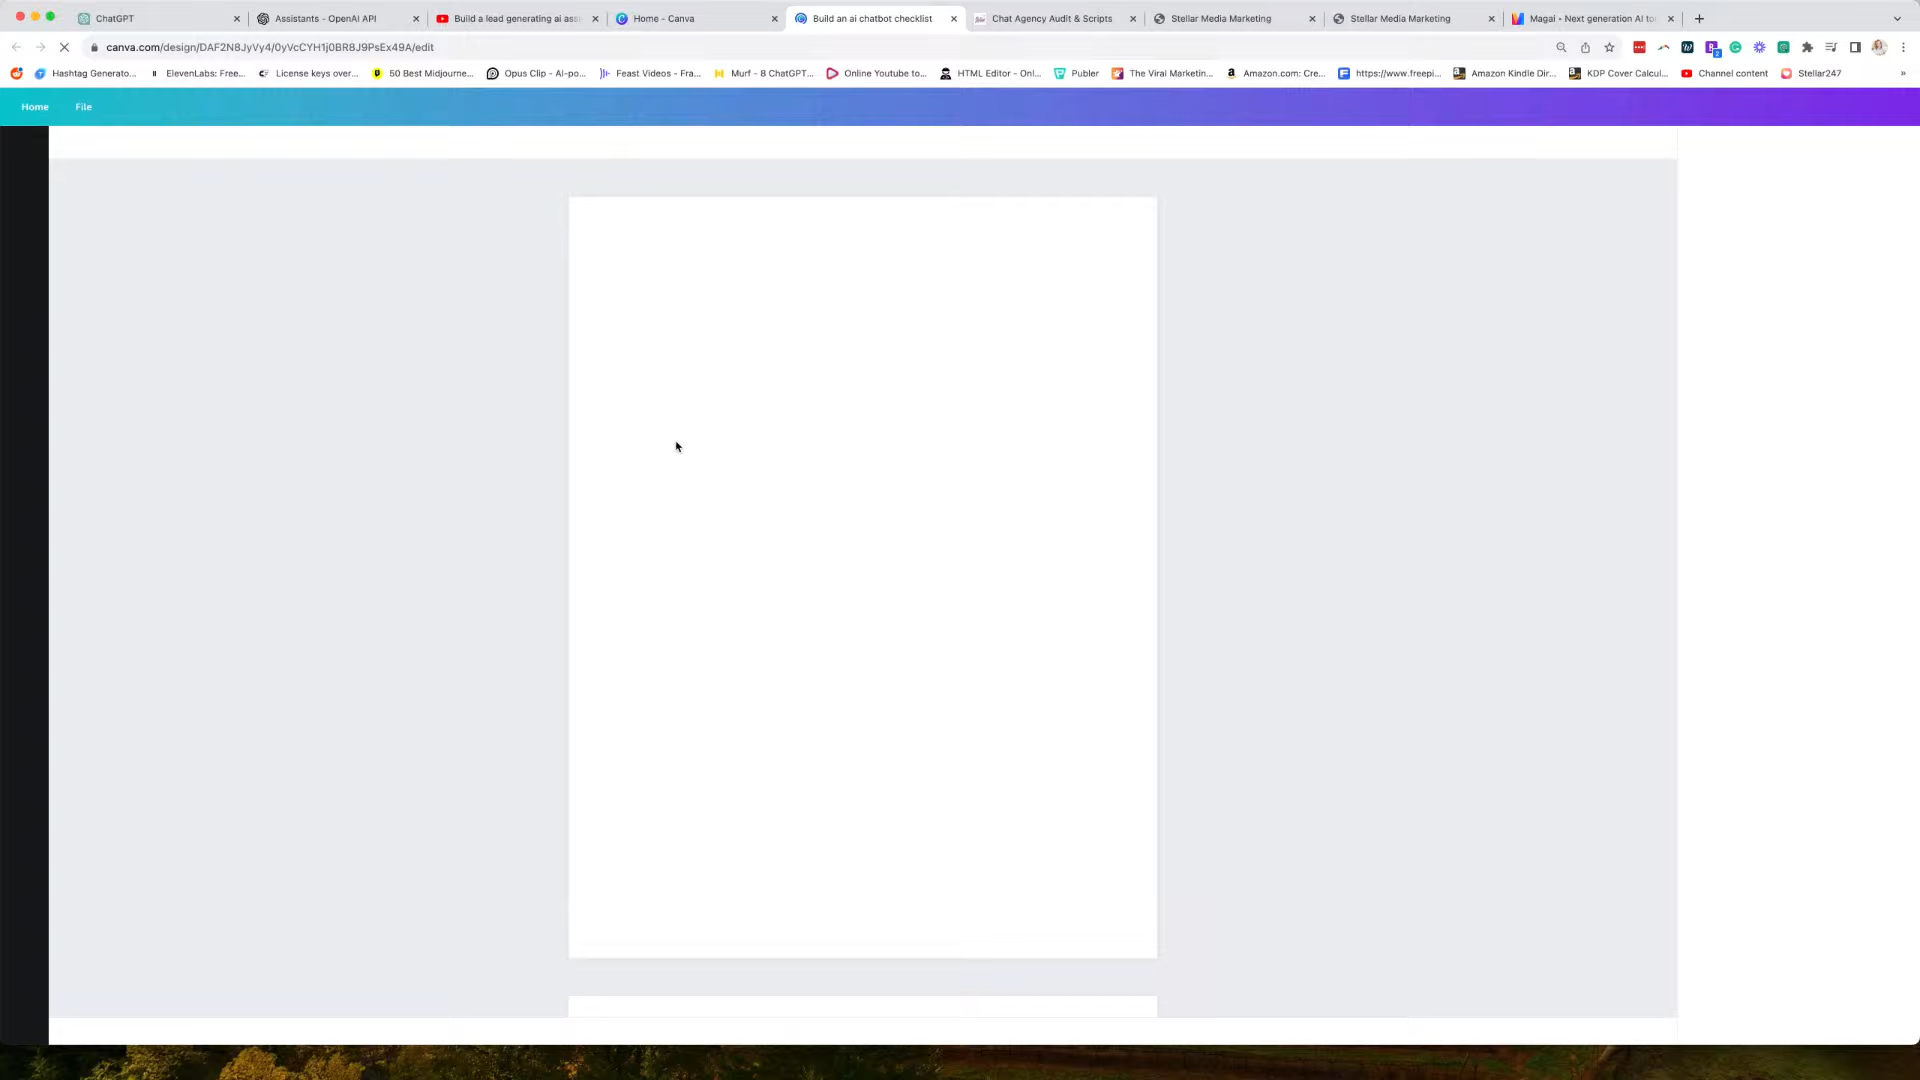 ChatGPT
Assistants - OpenAI API
Build a lead generating ai assi
Home - Canva
Build an ai chatbot checklist
Chat Agency Audit & Scripts
Stellar Media Marketing
Stellar Media Marketing
Magai • Next generation AI to
canva.com/design/DAF2N8JyVy4/0yVcCYH1j0BR8J9PsEx49A/edit
Hashtag Generato...
ElevenLabs: Free...
License keys over...
50 Best Midjourne...
Opus Clip - AI-po...
Feast Videos - Fra...
Murf - 8 ChatGPT...
Online Youtube to...
HTML Editor - Onl...
Publer
The Viral Marketin...
Amazon.com: Cre...
https://www.freepi...
Amazon Kindle Dir...
KDP Cover Calcul...
Channel content
Stellar247
Home
File